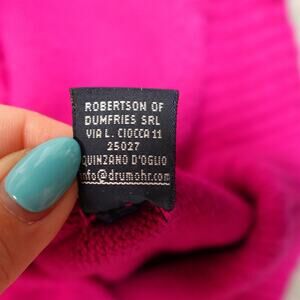 ROBERTSON OF
DUMFRIES SRL
VIA L. CIOCCA 11
25027
QUINZANO D'OGLIO
info@drumohr.com